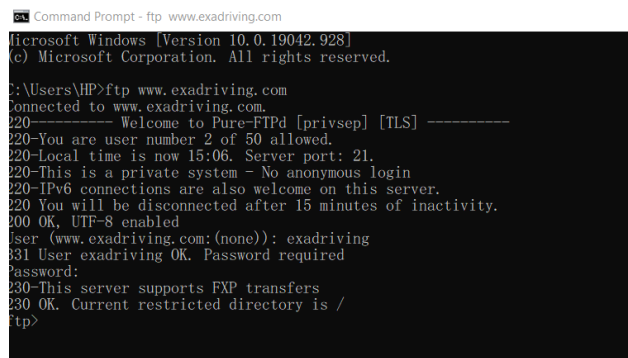 Command Prompt - ftp www.exadriving.com
Microsoft Windows [Version 10.0.19042.928]
(c) Microsoft Corporation. All rights reserved.
C:\Users\HP>ftp www.exadriving.com
Connected to www.exadriving.com.
220---------- Welcome to Pure-FTPd [privsep] [TLS] ----------
220-You are user number 2 of 50 allowed.
220-Local time is now 15:06. Server port: 21.
220-This is a private system - No anonymous login
220-IPv6 connections are also welcome on this server.
220 You will be disconnected after 15 minutes of inactivity.
200 OK, UTF-8 enabled
User (www.exadriving.com:(none)): exadriving
331 User exadriving OK. Password required
Password:
230-This server supports FXP transfers
230 OK. Current restricted directory is /
ftp>